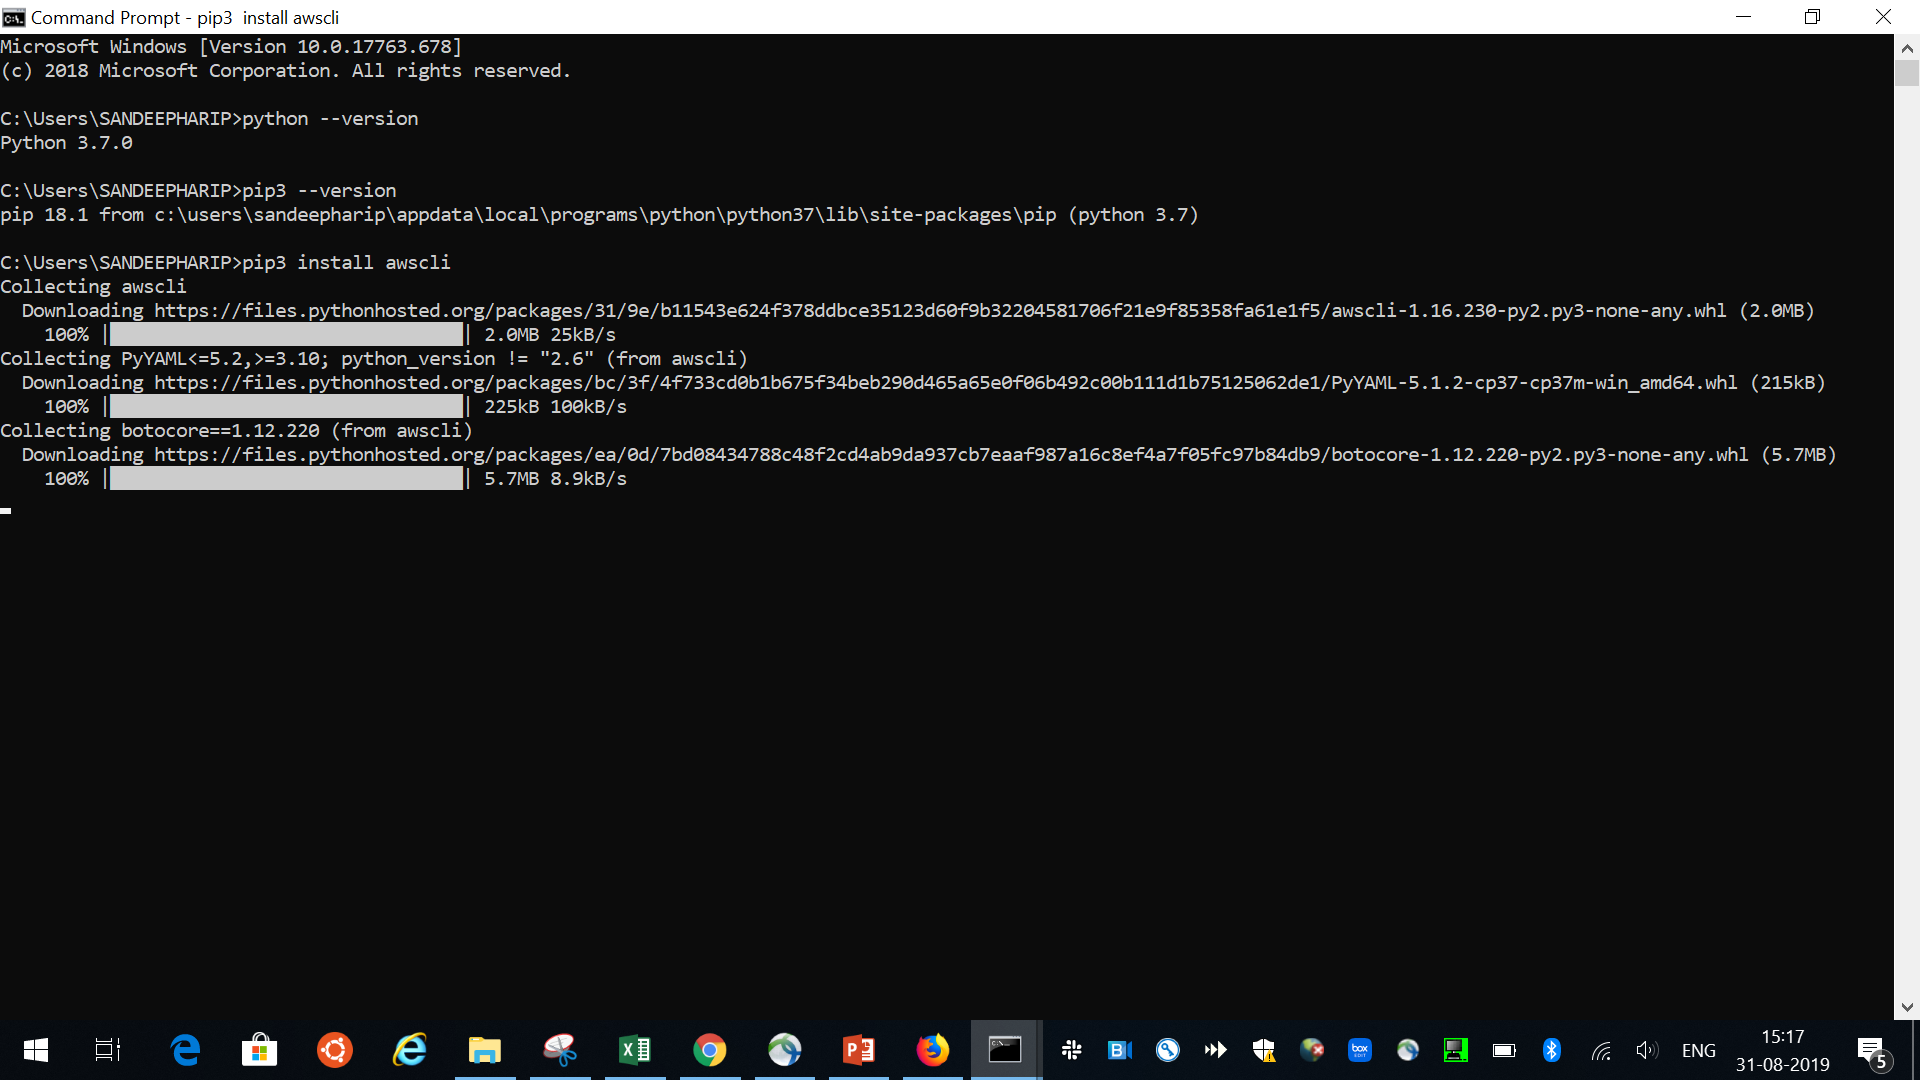 Command Prompt - pip3  install awscli
Microsoft Windows [Version 10.0.17763.678]
(c) 2018 Microsoft Corporation. All rights reserved.
C:\Users\SANDEEPHARIP>python --version
Python 3.7.0
C:\Users\SANDEEPHARIP>pip3 --version
pip 18.1 from c:\users\sandeepharip\appdata\local\programs\python\python37\lib\site-packages\pip (python 3.7)
C:\Users\SANDEEPHARIP>pip3 install awscli
Collecting awscli
  Downloading https://files.pythonhosted.org/packages/31/9e/b11543e624f378ddbce35123d60f9b32204581706f21e9f85358fa61e1f5/awscli-1.16.230-py2.py3-none-any.whl (2.0MB)
    100% | | 2.0MB 25kB/s
Collecting PyYAML<=5.2,>=3.10; python_version != "2.6" (from awscli)
  Downloading https://files.pythonhosted.org/packages/bc/3f/4f733cd0b1b675f34beb290d465a65e0f06b492c00b111d1b75125062de1/PyYAML-5.1.2-cp37-cp37m-win_amd64.whl (215kB)
    100% | | 225kB 100kB/s
Collecting botocore==1.12.220 (from awscli)
  Downloading https://files.pythonhosted.org/packages/ea/0d/7bd08434788c48f2cd4ab9da937cb7eaaf987a16c8ef4a7f05fc97b84db9/botocore-1.12.220-py2.py3-none-any.whl (5.7MB)
    100% | | 5.7MB 8.9kB/s
box
ENG
15:17
31-08-2019
5